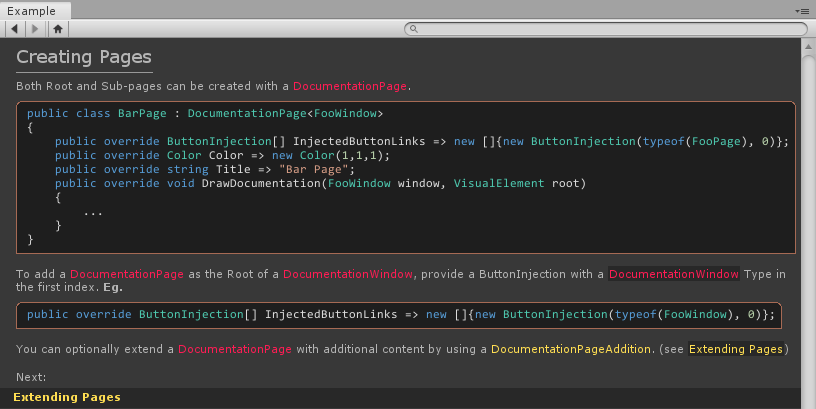 Example
Creating Pages
Both Root and Sub-pages can be created with a DocumentationPage.
public class BarPage : DocumentationPage<FooWindow>
{
    public override ButtonInjection[] InjectedButtonLinks => new []{new ButtonInjection(typeof(FooPage), 0)};
    public override Color Color => new Color(1,1,1);
    public override string Title => "Bar Page";
    public override void DrawDocumentation(FooWindow window, VisualElement root)
    {
        ...
    }
}
To add a DocumentationPage as the Root of a DocumentationWindow, provide a ButtonInjection with a DocumentationWindow Type in
the first index. Eg.
public override ButtonInjection[] InjectedButtonLinks => new []{new ButtonInjection(typeof(FooWindow), 0)};
You can optionally extend a DocumentationPage with additional content by using a DocumentationPageAddition. (see Extending Pages)
Next:
Extending Pages